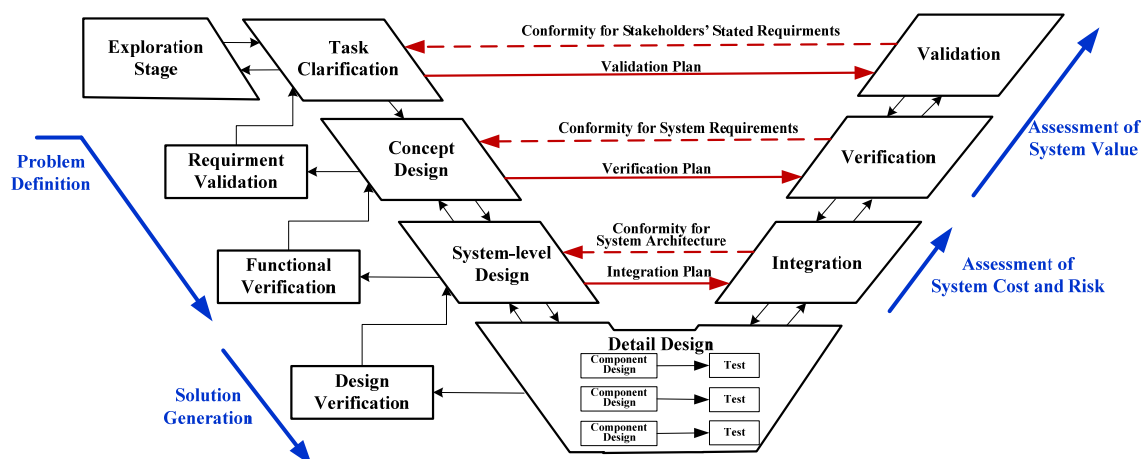 Exploration
Stage
Task
Clarification
Conformity for Stakeholders' Stated Requirments
Validation Plan
Validation
Problem
Definition
Requirment
Validation
Concept
Design
Conformity for System Requirements
Verification Plan
Verification
Assessment of
System Value
Functional
Verification
System-level
Design
Conformity for
System Architecture
Integration Plan
Integration
Assessment of
System Cost and Risk
Solution
Generation
Design
Verification
Detail Design
Component
Design
Test
Component
Design
Test
Component
Design
Test